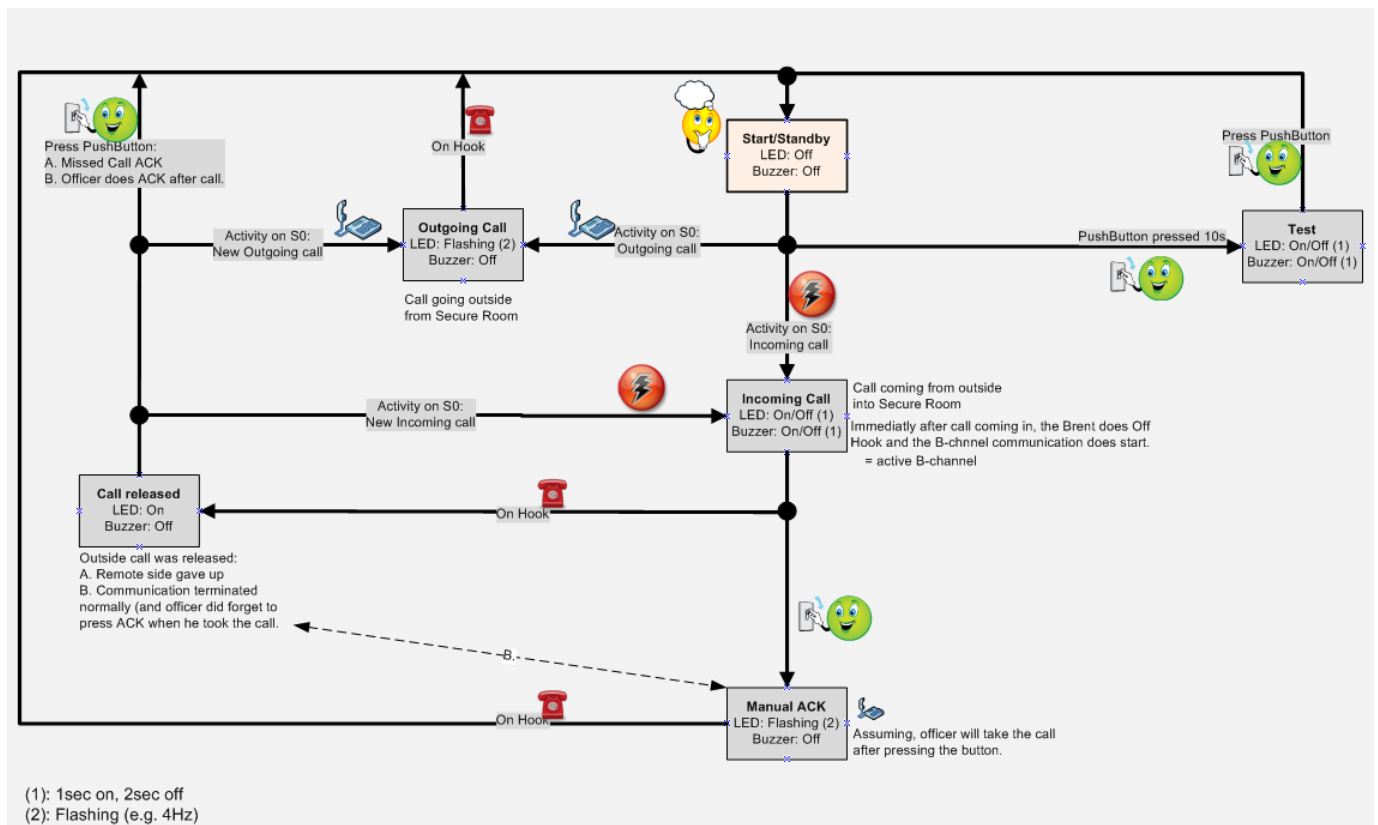 Press PushButton:
A. Missed Call ACK
B. Officer does ACK after call.
On Hook
Start/Standby
LED: Off
Buzzer: Off
Press PushButton
Outgoing Call
LED: Flashing (2)
Buzzer: Off
Activity on S0:
New Outgoing call
Activity on S0:
Outgoing call
PushButton pressed 10s
Test
LED: On/Off (1)
Buzzer: On/Off (1)
Call going outside
from Secure Room
Activity on S0:
Incoming call
Activity on S0:
New Incoming call
Incoming Call
LED: On/Off (1)
Buzzer: On/Off (1)
Call coming from outside
into Secure Room
Immediatly after call coming in, the Brent does Off
Hook and the B-chnnel communication does start.
= active B-channel
Call released
LED: On
Buzzer: Off
On Hook
Outside call was released:
A. Remote side gave up
B. Communication terminated
normally (and officer did forget to
press ACK when he took the call.
B.
On Hook
Manual ACK
LED: Flashing (2)
Buzzer: Off
Assuming, officer will take the call
after pressing the button.
(1): 1sec on, 2sec off
(2): Flashing (e.g. 4Hz)